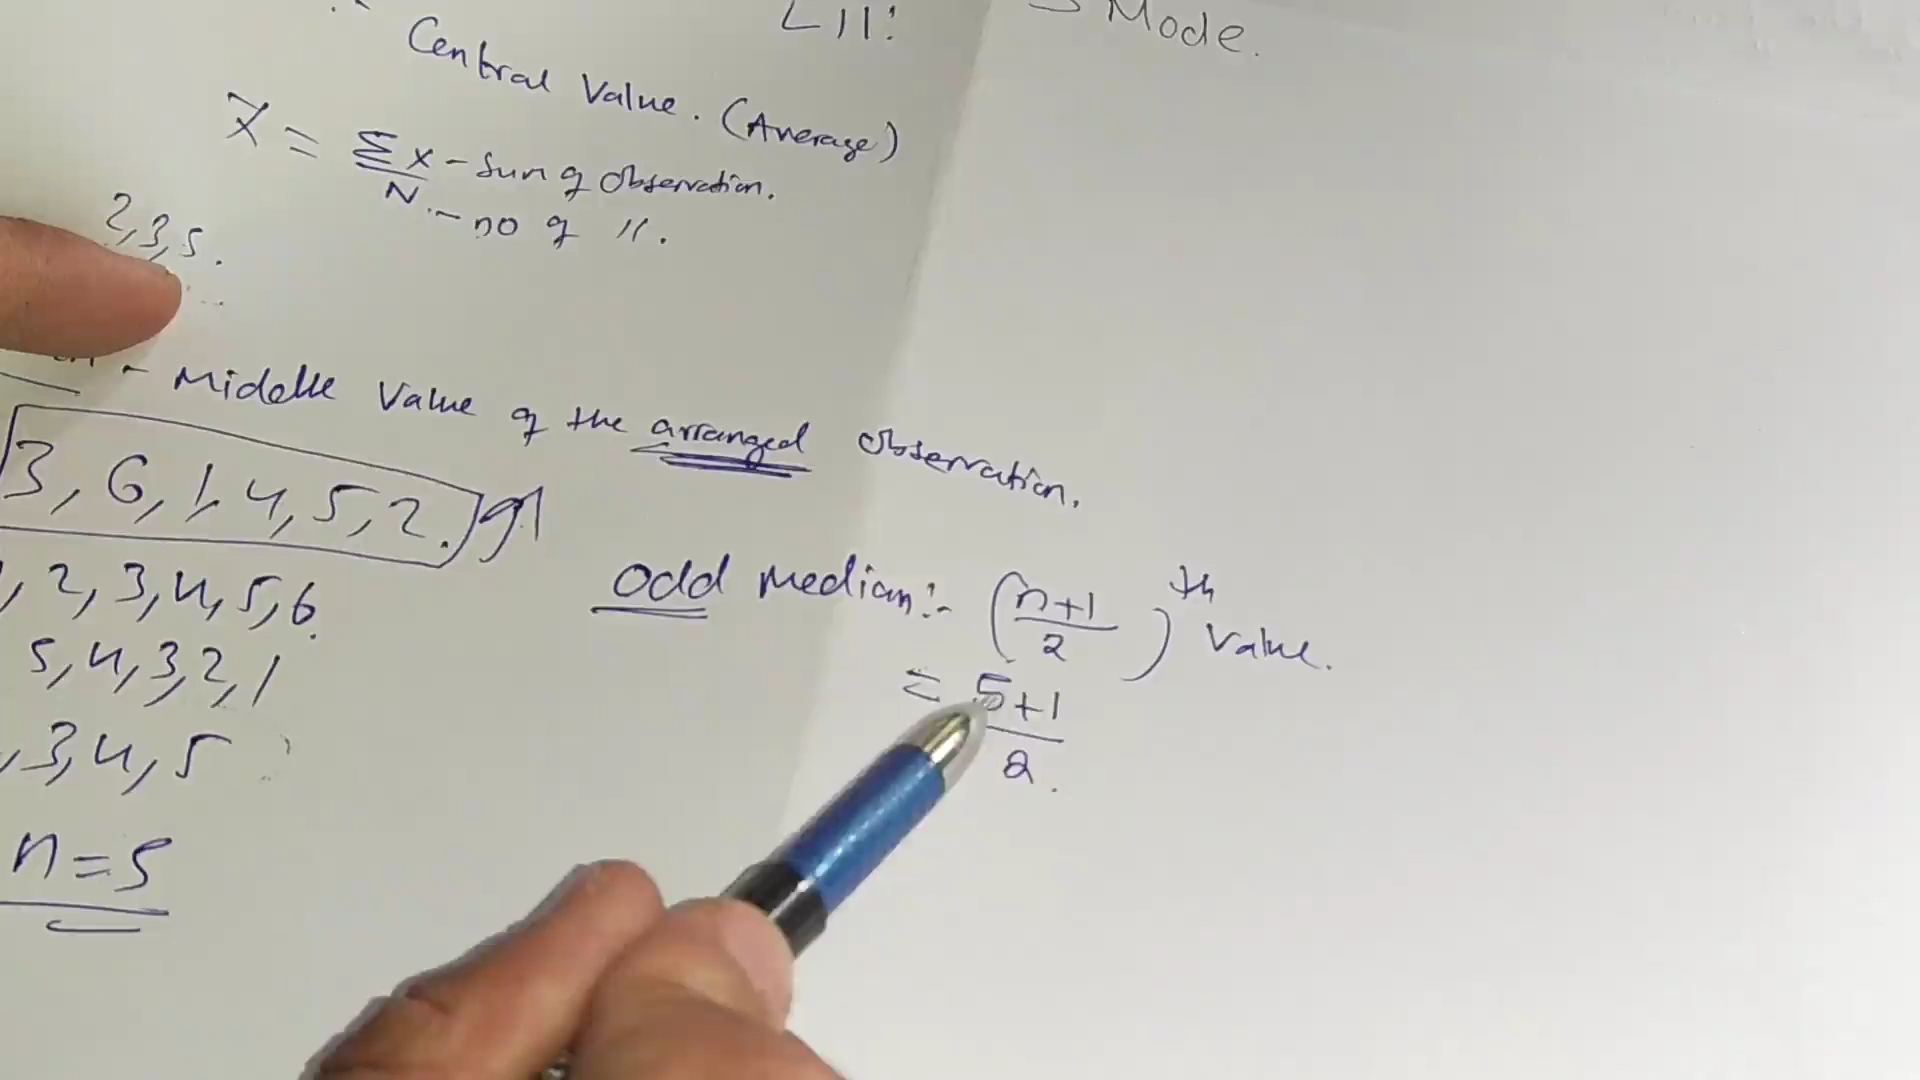 Mode.
Central Value. (Average)
X̄ = Σx - Sum of Observation.
N - no of 〃.
2,3,5.
- Middle Value of the arranged observation.
3, 6, 1, 4, 5, 2.
, 2, 3, 4, 5, 6.
5, 4, 3, 2, 1
, 3, 4, 5
n = 5
Odd Median:- (n+1/2)th Value.
= 5+1
2.